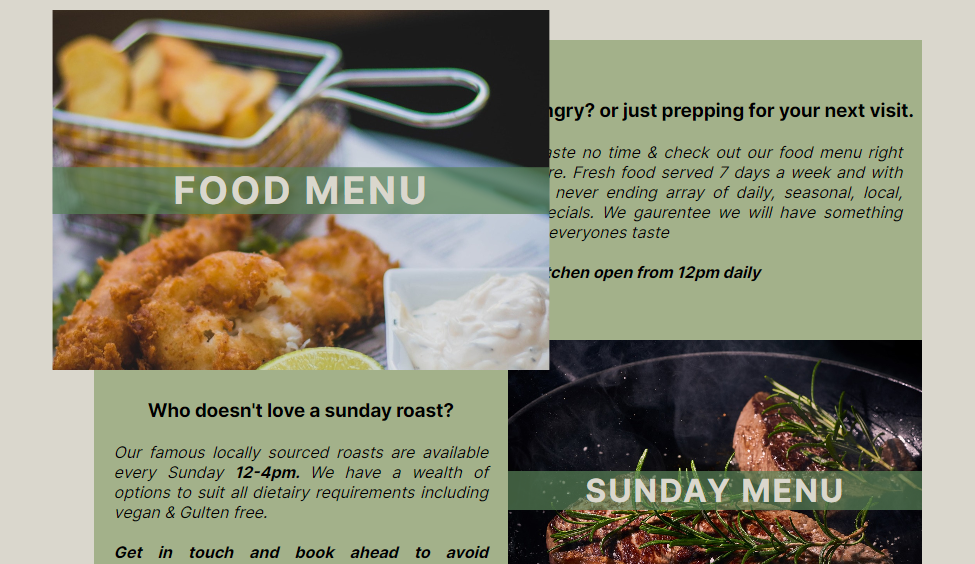 FOOD MENU
ngry? or just prepping for your next visit.
aste no time & check out our food menu right
re. Fresh food served 7 days a week and with
never ending array of daily, seasonal, local,
ecials. We gaurentee we will have something
everyones taste
tchen open from 12pm daily
Who doesn't love a sunday roast?
Our famous locally sourced roasts are available
every Sunday 12-4pm. We have a wealth of
options to suit all dietairy requirements including
vegan & Gulten free.
Get in touch and book ahead to avoid
SUNDAY MENU